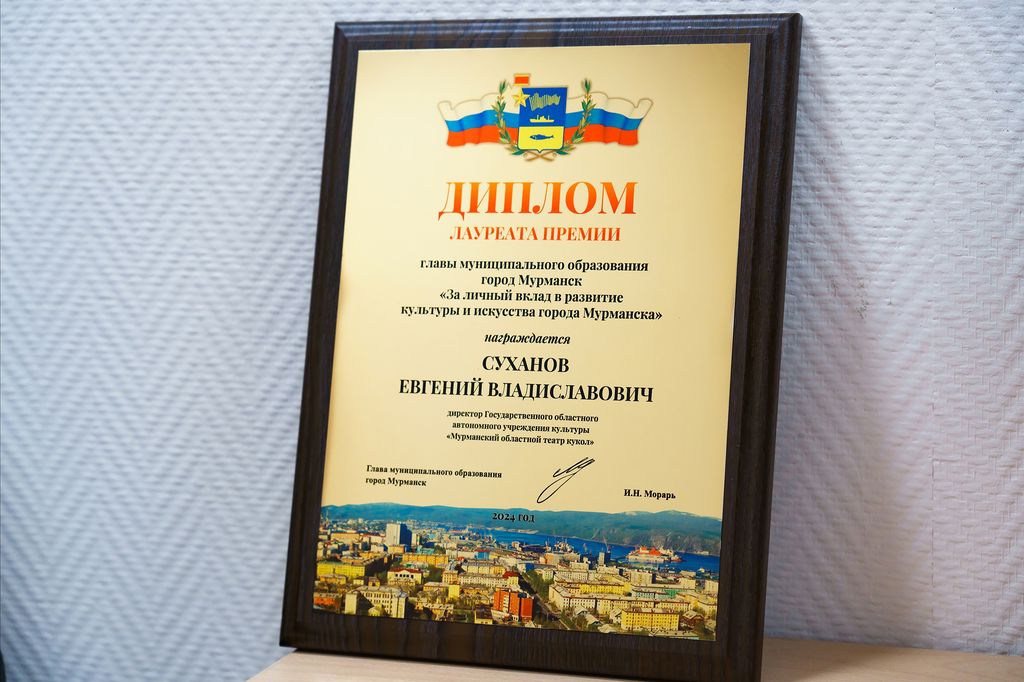 ДИПЛОМ
ЛАУРЕАТА ПРЕМИИ
главы муниципального образования
город Мурманск
«За личный вклад в развитие
культуры и искусства города Мурманска»
награждается
СУХАНОВ
ЕВГЕНИЙ ВЛАДИСЛАВОВИЧ
директор Государственного областного
автономного учреждения культуры
«Мурманский областной театр кукол»
Глава муниципального образования
город Мурманск
И.Н. Морарь
2024 год